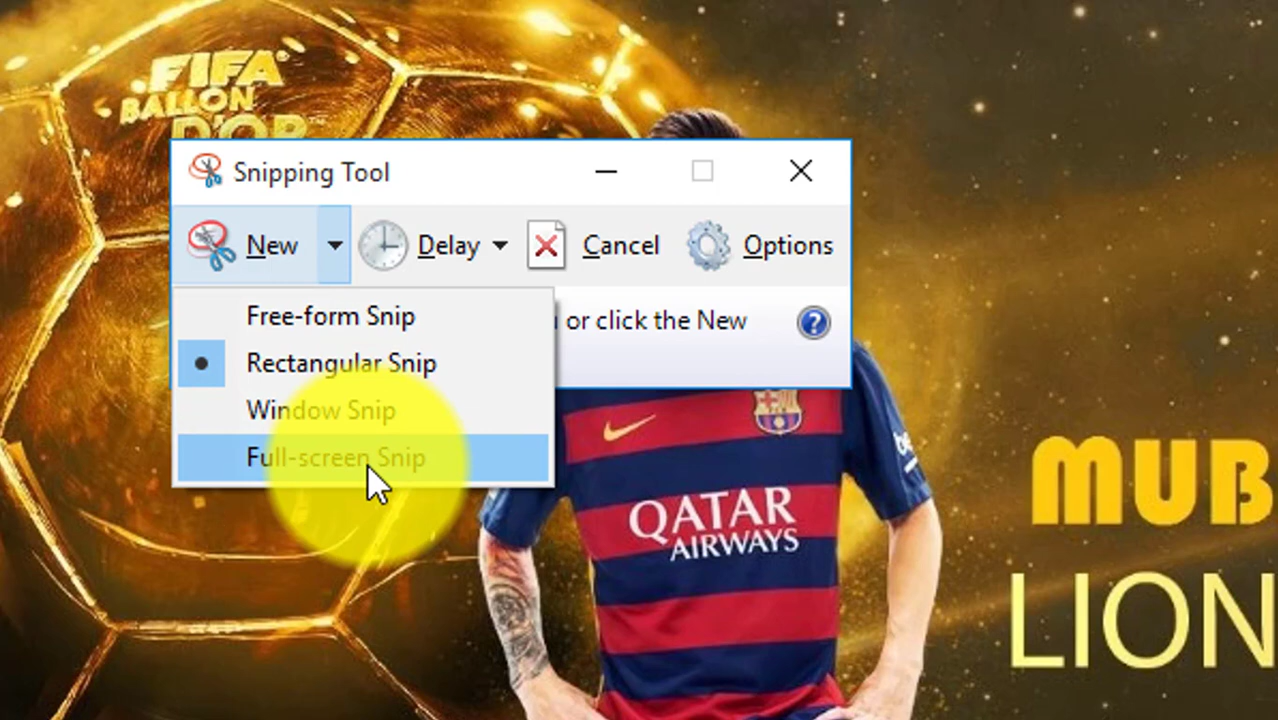 FIFA
BALLON
D'OR™
Snipping Tool
New
Delay
Cancel
Options
Free-form Snip
Rectangular Snip
Window Snip
Full-screen Snip
or click the New
?
QATAR
AIRWAYS
MUB
LION